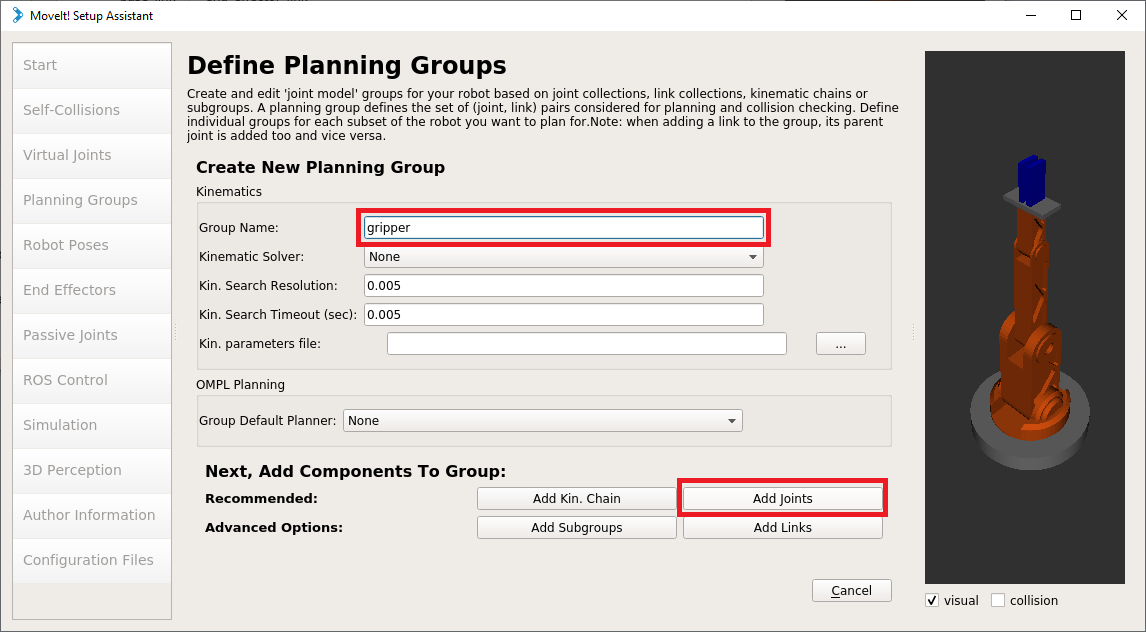 MoveIt! Setup Assistant
Start
Self-Collisions
Virtual Joints
Planning Groups
Robot Poses
End Effectors
Passive Joints
ROS Control
Simulation
3D Perception
Author Information
Configuration Files
Define Planning Groups
Create and edit 'joint model' groups for your robot based on joint collections, link collections, kinematic chains or
subgroups. A planning group defines the set of (joint, link) pairs considered for planning and collision checking. Define
individual groups for each subset of the robot you want to plan for.Note: when adding a link to the group, its parent
joint is added too and vice versa.
Create New Planning Group
Kinematics
Group Name: gripper
Kinematic Solver: None
Kin. Search Resolution: 0.005
Kin. Search Timeout (sec): 0.005
Kin. parameters file: ...
OMPL Planning
Group Default Planner: None
Next, Add Components To Group:
Recommended: Add Kin. Chain Add Joints
Advanced Options: Add Subgroups Add Links
Cancel
visual collision